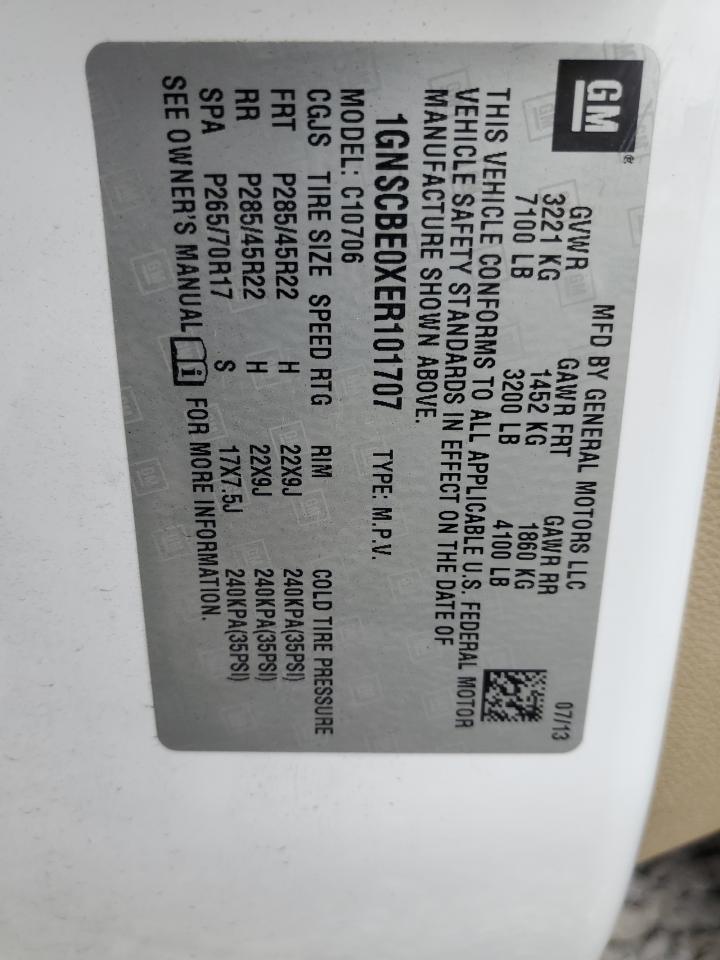 GM®
MFD BY GENERAL MOTORS LLC 07/13
GVWR GAWR FRT GAWR RR
3221 KG 1452 KG 1860 KG
7100 LB 3200 LB 4100 LB
THIS VEHICLE CONFORMS TO ALL APPLICABLE U.S. FEDERAL MOTOR
VEHICLE SAFETY STANDARDS IN EFFECT ON THE DATE OF
MANUFACTURE SHOWN ABOVE.
1GNSCBE0XER101707 TYPE: M.P.V.
MODEL: C10706
CGJS TIRE SIZE SPEED RTG RIM COLD TIRE PRESSURE
FRT P285/45R22 H 22X9J 240KPA(35PSI)
RR P285/45R22 H 22X9J 240KPA(35PSI)
SPA P265/70R17 S 17X7.5J 240KPA(35PSI)
SEE OWNER'S MANUAL i FOR MORE INFORMATION.